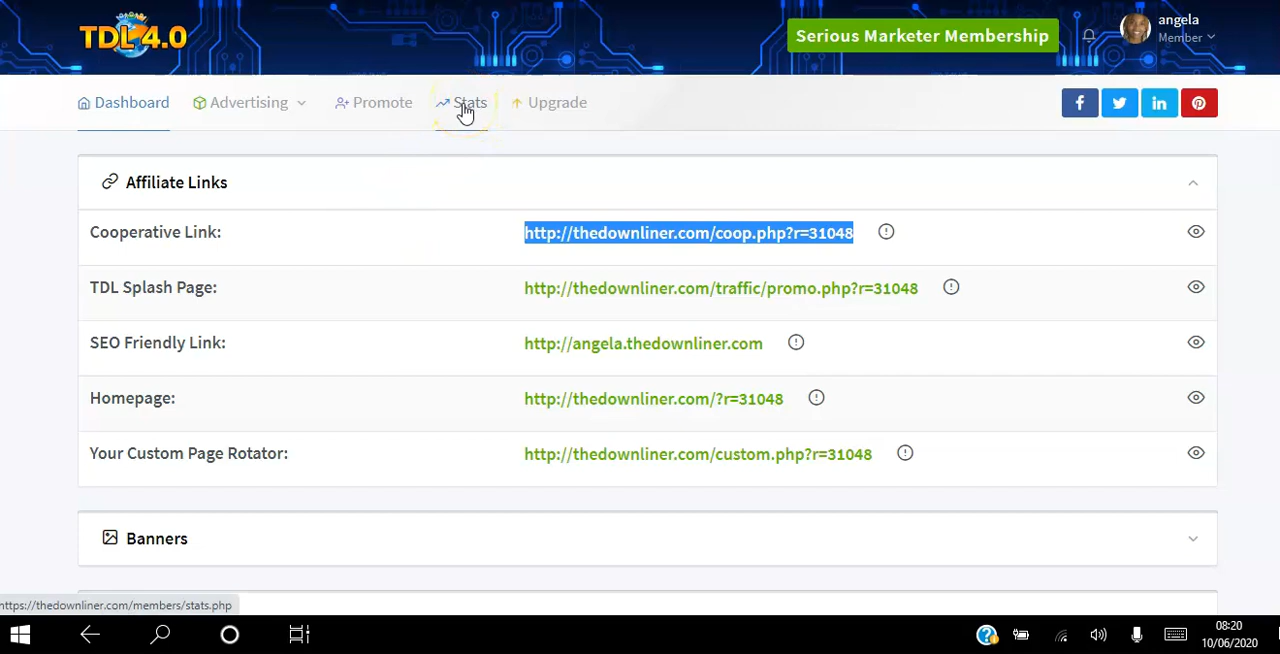 TDL 4.0
Serious Marketer Membership
angela
Member
Dashboard
Advertising
Promote
Stats
Upgrade
Affiliate Links
Cooperative Link:
http://thedownliner.com/coop.php?r=31048
TDL Splash Page:
http://thedownliner.com/traffic/promo.php?r=31048
SEO Friendly Link:
http://angela.thedownliner.com
Homepage:
http://thedownliner.com/?r=31048
Your Custom Page Rotator:
http://thedownliner.com/custom.php?r=31048
Banners
https://thedownliner.com/members/stats.php
08:20
10/06/2020